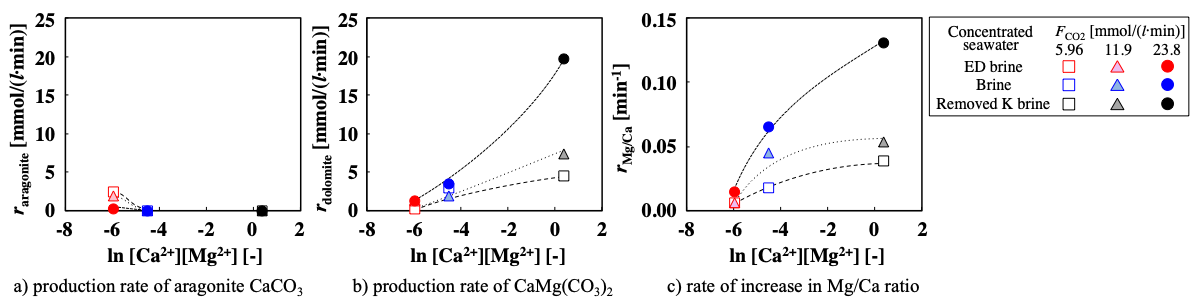 25
20
15
10
5
0
-8 -6 -4 -2 0 2
r aragonite [mmol/(l·min)]
ln [Ca²⁺][Mg²⁺] [-]
a) production rate of aragonite CaCO₃
25
20
15
10
5
0
-8 -6 -4 -2 0 2
r dolomite [mmol/(l·min)]
ln [Ca²⁺][Mg²⁺] [-]
b) production rate of CaMg(CO₃)₂
0.15
0.10
0.05
0.00
-8 -6 -4 -2 0 2
r Mg/Ca [min⁻¹]
ln [Ca²⁺][Mg²⁺] [-]
c) rate of increase in Mg/Ca ratio
Concentrated seawater
F CO2 [mmol/(l·min)]
5.96 11.9 23.8
ED brine
Brine
Removed K brine